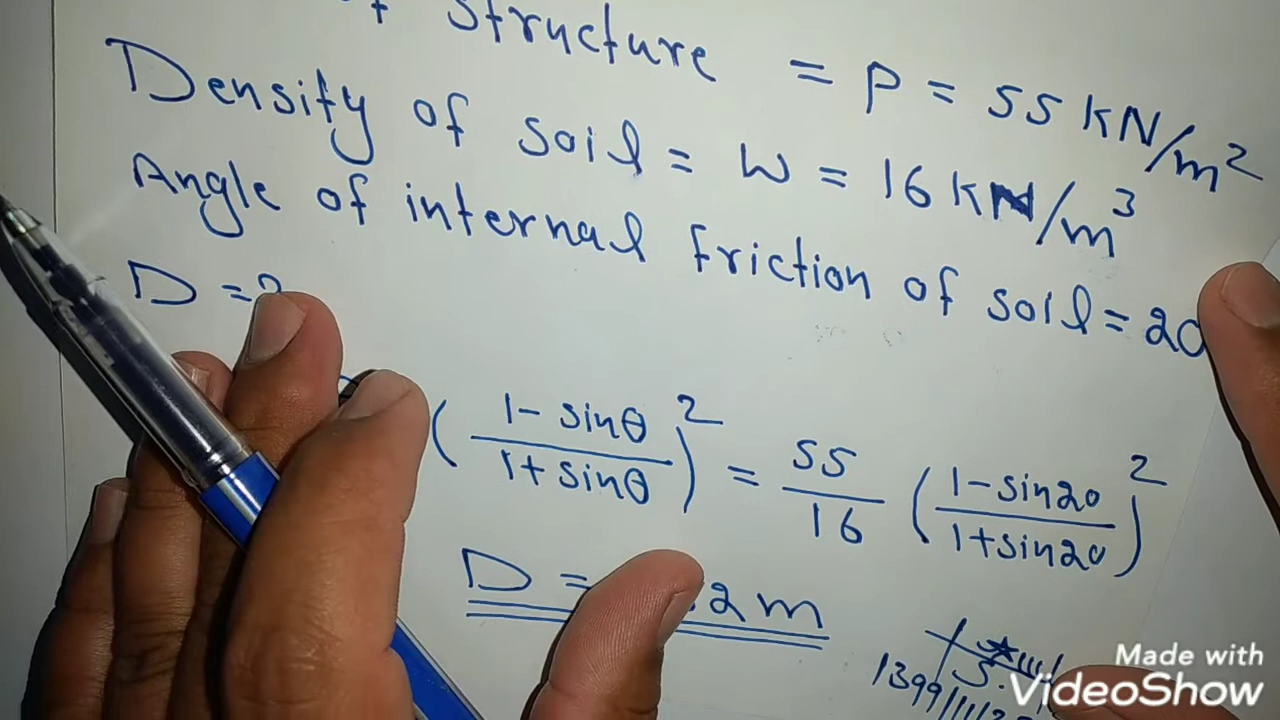 Structure = P = 55 kN/m²
Density of soil = W = 16 kN/m³
Angle of internal friction of soil = 20
D = ?
(1 - sinθ / 1 + sinθ)² = 55/16 (1 - sin20 / 1 + sin20)²
D = .2 m
Made with
VideoShow